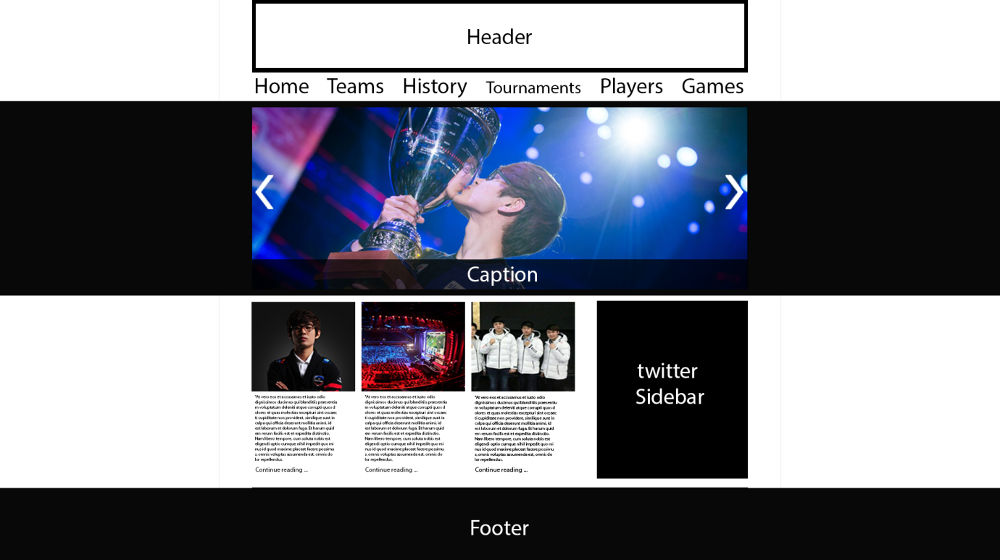 Header
Home Teams History Tournaments Players Games
Caption
"At vero eos et accusamus et iusto odio
dignissimos ducimus qui blanditiis praesentiu
m voluptatum deleniti atque corrupti quos d
olores et quas molestias excepturi sint occaec
ti cupiditate non provident, similique sunt in
culpa qui officia deserunt mollitia animi, id
est laborum et dolorum fuga. Et harum quid
em rerum facilis est et expedita distinctio.
Nam libero tempore, cum soluta nobis est
eligendi optio cumque nihil impedit quo mi
nus id quod maxime placeat facere possimu
s, omnis voluptas assumenda est, omnis do
lor repellendus.
Continue reading ...
"At vero eos et accusamus et iusto odio
dignissimos ducimus qui blanditiis praesentiu
m voluptatum deleniti atque corrupti quos d
olores et quas molestias excepturi sint occaec
ti cupiditate non provident, similique sunt in
culpa qui officia deserunt mollitia animi, id
est laborum et dolorum fuga. Et harum quid
em rerum facilis est et expedita distinctio.
Nam libero tempore, cum soluta nobis est
eligendi optio cumque nihil impedit quo mi
nus id quod maxime placeat facere possimu
s, omnis voluptas assumenda est, omnis do
lor repellendus.
Continue reading ...
"At vero eos et accusamus et iusto odio
dignissimos ducimus qui blanditiis praesentiu
m voluptatum deleniti atque corrupti quos d
olores et quas molestias excepturi sint occaec
ti cupiditate non provident, similique sunt in
culpa qui officia deserunt mollitia animi, id
est laborum et dolorum fuga. Et harum quid
em rerum facilis est et expedita distinctio.
Nam libero tempore, cum soluta nobis est
eligendi optio cumque nihil impedit quo mi
nus id quod maxime placeat facere possimu
s, omnis voluptas assumenda est, omnis do
lor repellendus.
Continue reading ...
twitter
Sidebar
Footer